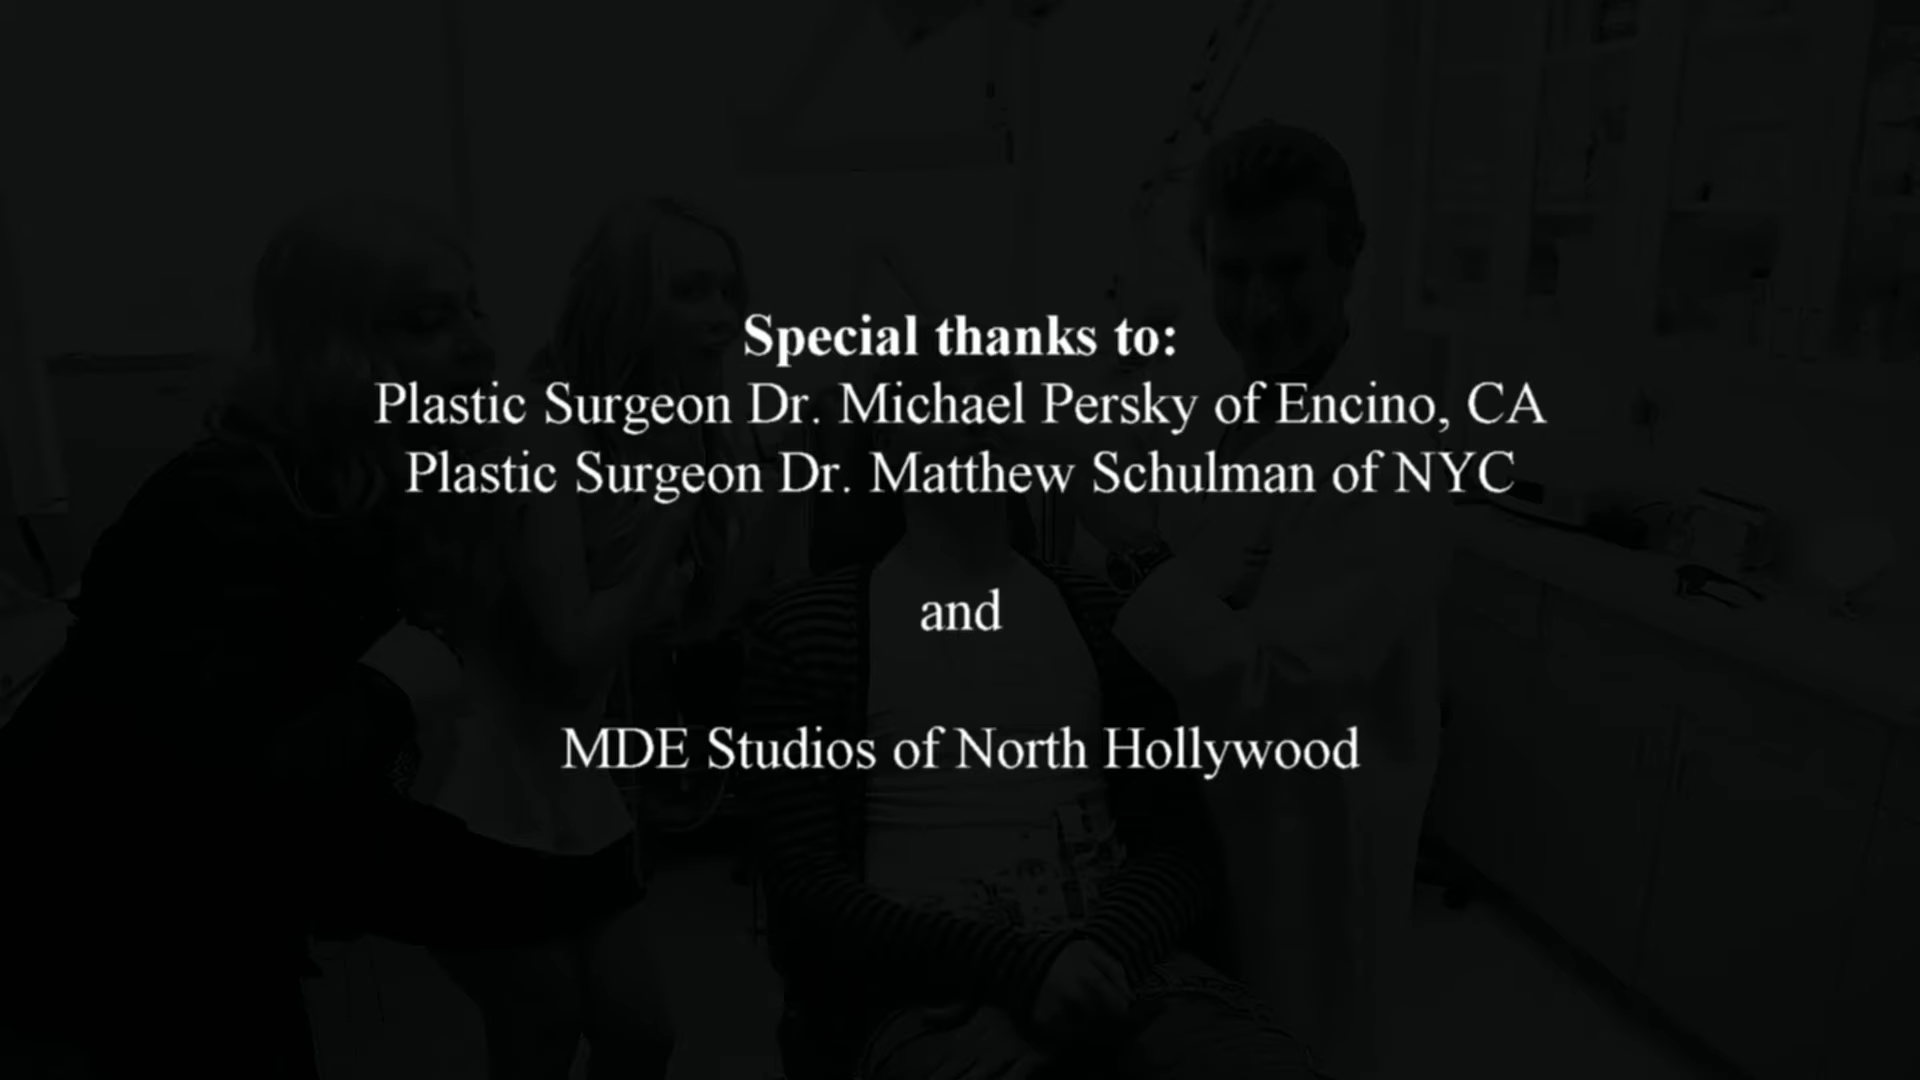 Special thanks to:
Plastic Surgeon Dr. Michael Persky of Encino, CA
Plastic Surgeon Dr. Matthew Schulman of NYC
and
MDE Studios of North Hollywood